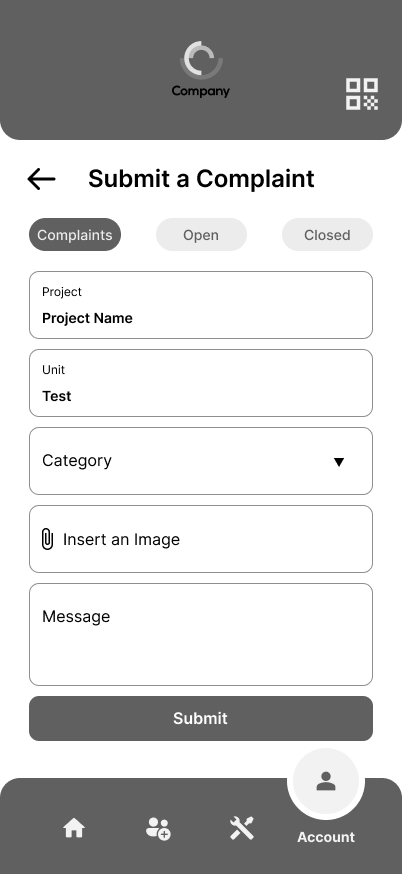 Company
Submit a Complaint
Complaints
Open
Closed
Project
Project Name
Unit
Test
Category
Insert an Image
Message
Submit
Account